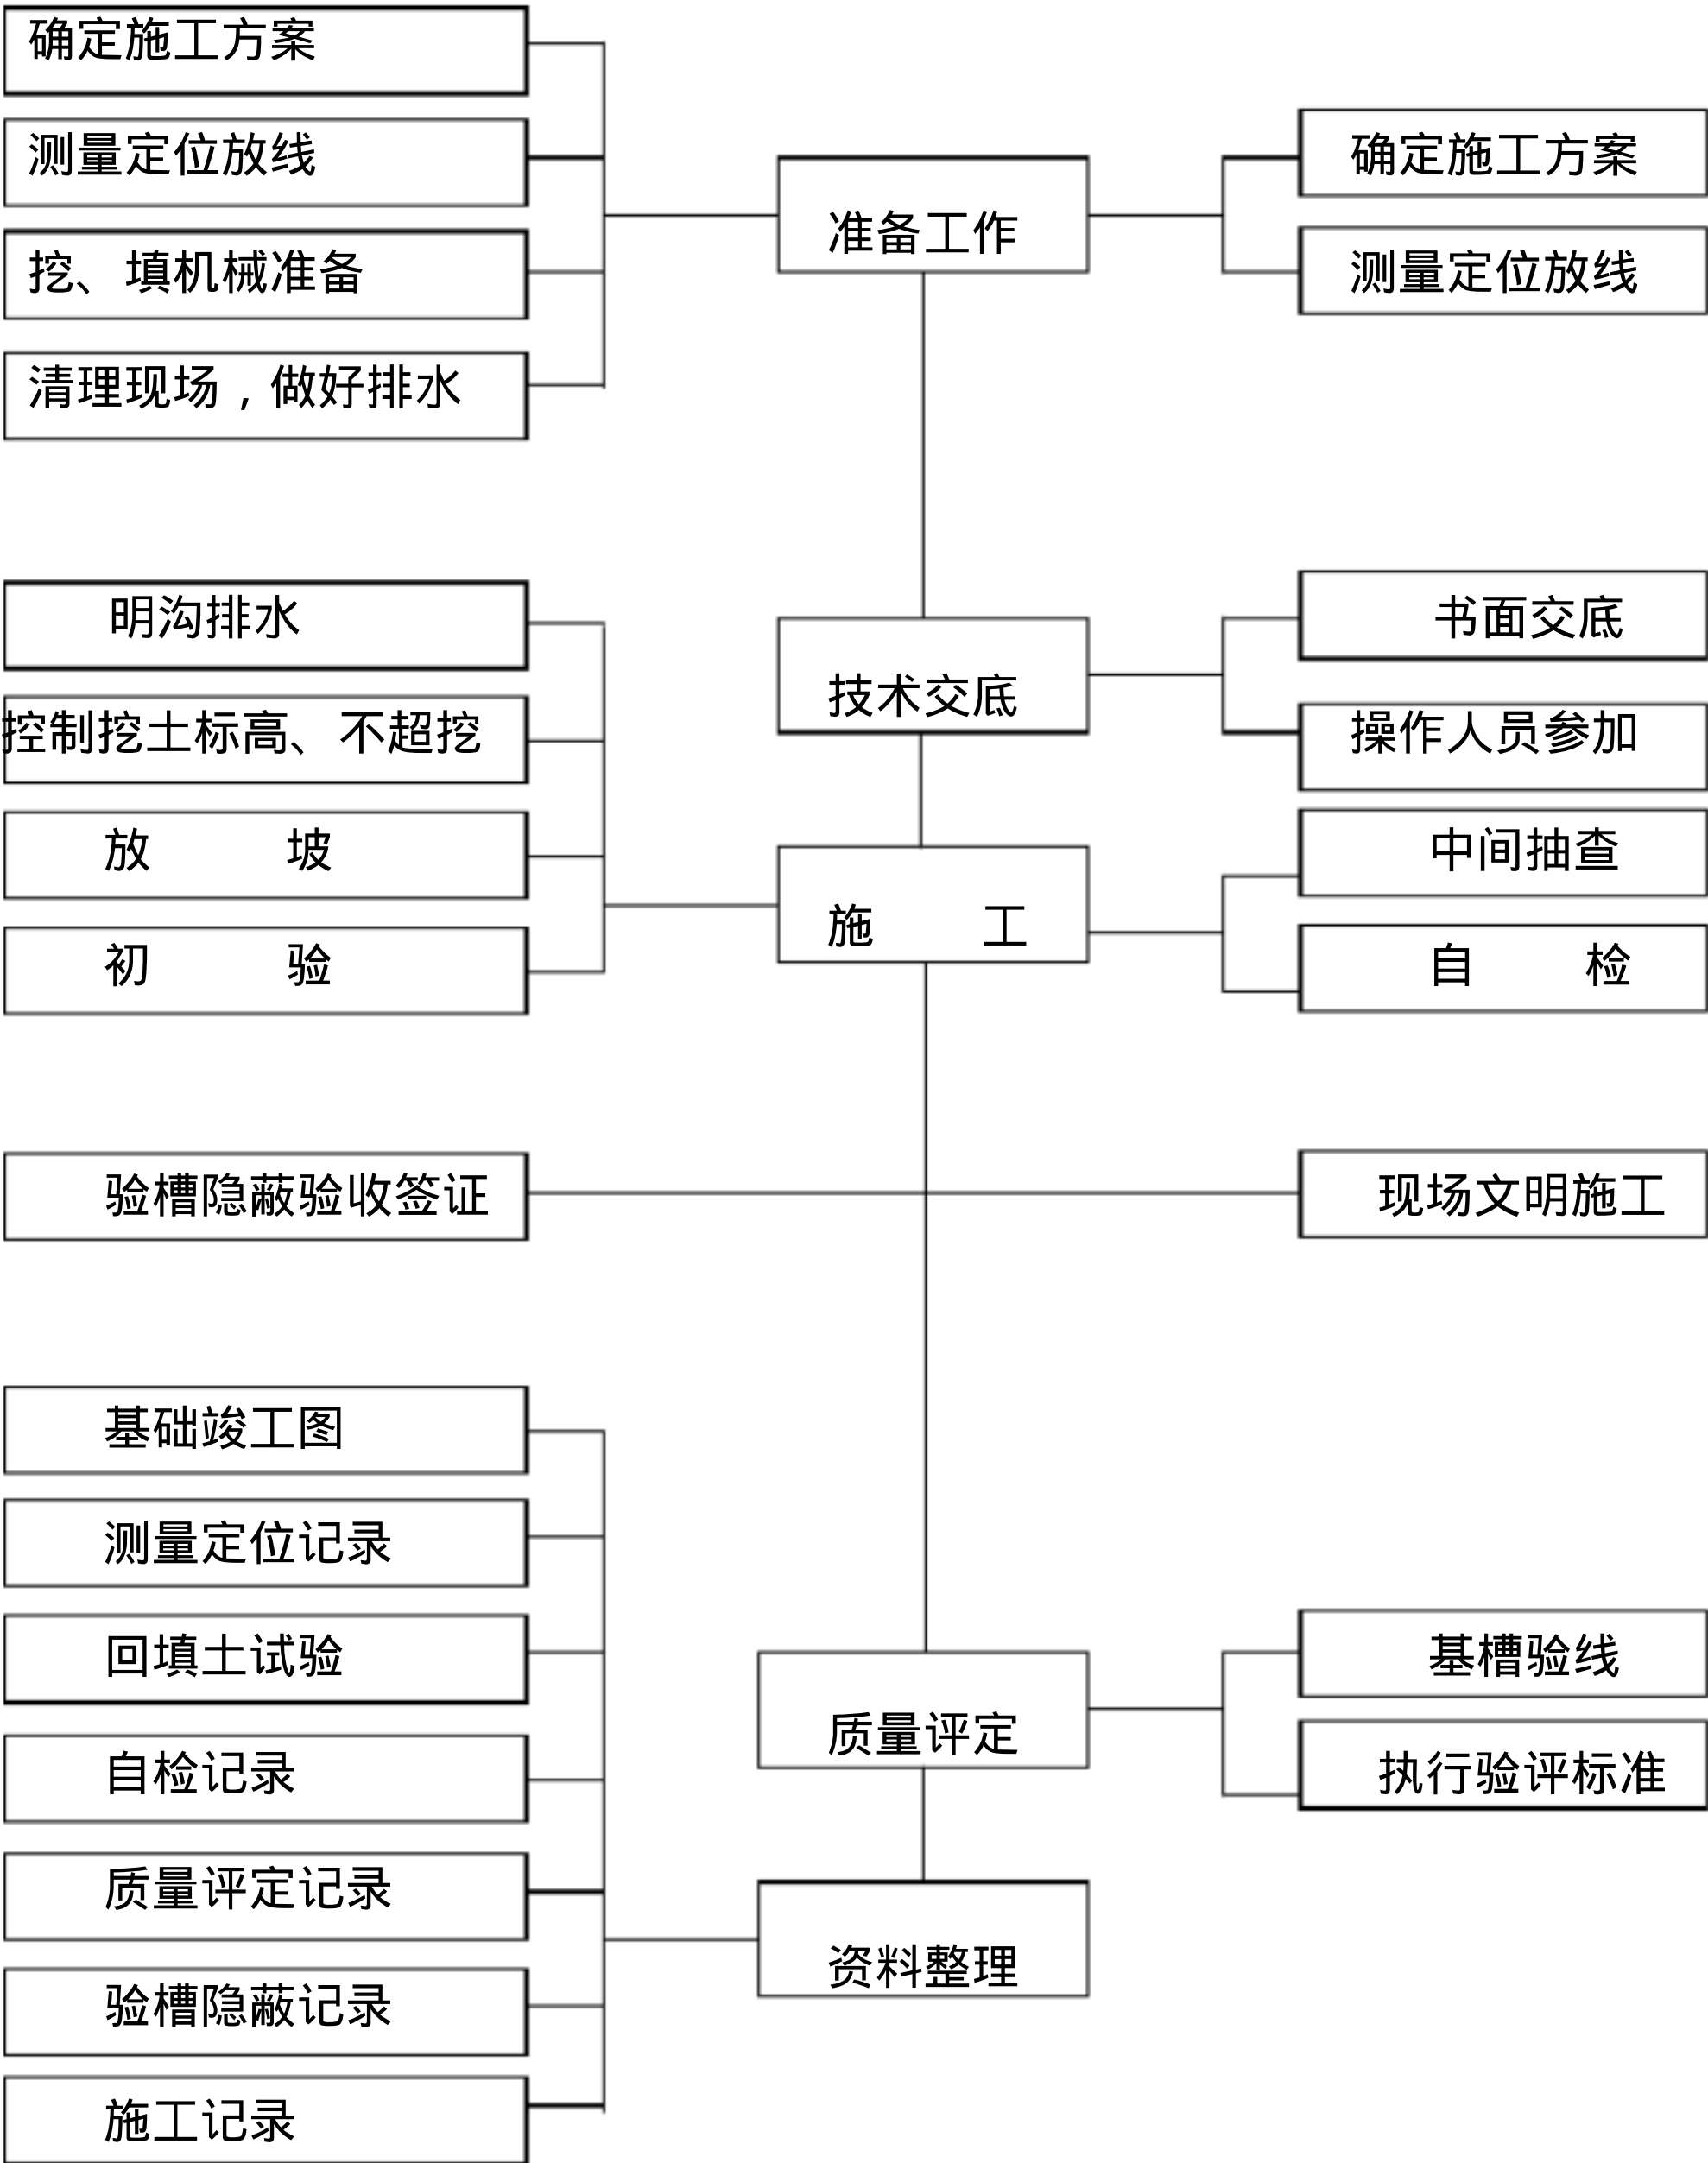 确定施工方案
测量定位放线
挖、填机械准备
清理现场,做好排水
准备工作
确定施工方案
测量定位放线
明沟排水
控制挖土标高、不超挖
放 坡
初 验
技术交底
施 工
书面交底
操作人员参加
中间抽查
自 检
验槽隐蔽验收签证
现场文明施工
基础竣工图
测量定位记录
回填土试验
自检记录
质量评定记录
验槽隐蔽记录
施工记录
质量评定
资料整理
基槽验线
执行验评标准